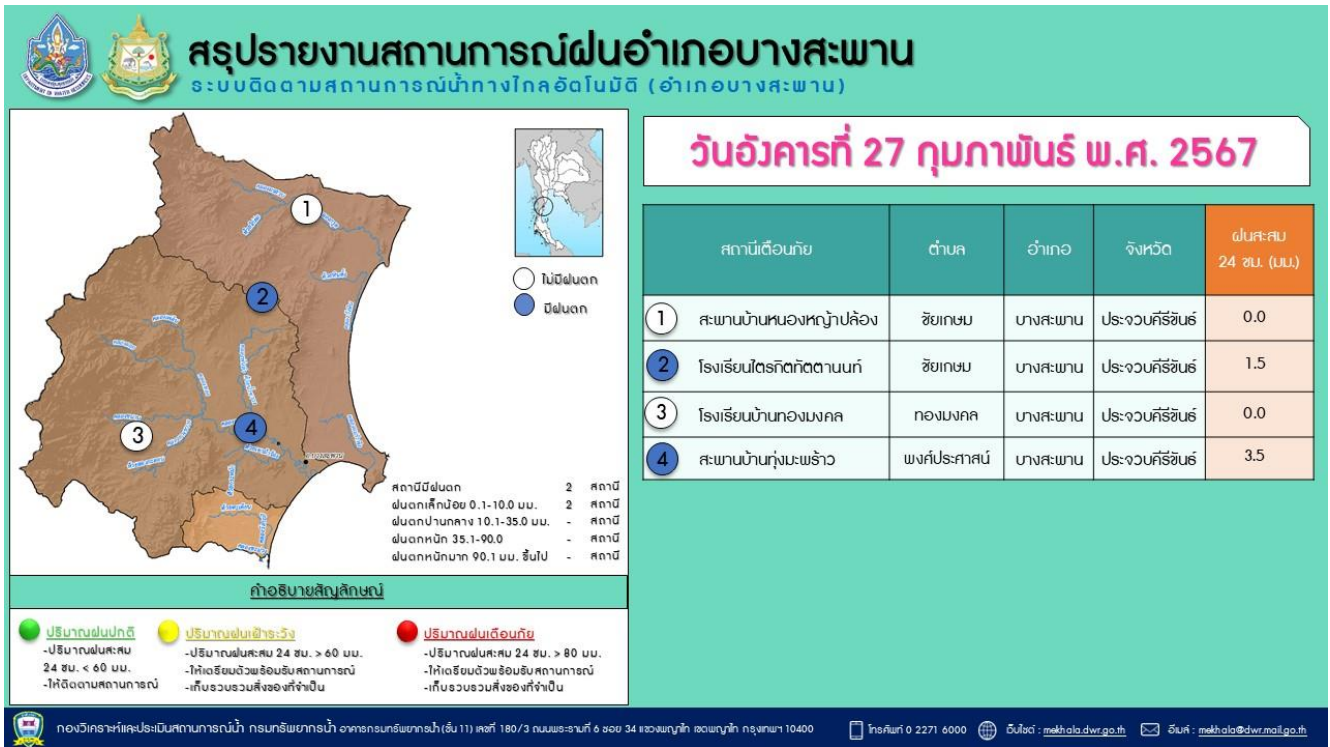 สรุปรายงานสถานการณ์ฝนอำเภอบางสะพาน
ระบบติดตามสถานการณ์น้ำทางไกลอัตโนมัติ (อำเภอบางสะพาน)
วันอังคารที่ 27 กุมภาพันธ์ พ.ศ. 2567
1
2
3
4
ไม่มีฝนตก
มีฝนตก
สถานีเตือนภัย ตำบล อำเภอ จังหวัด ฝนสะสม 24 ชม. (มม.)
1 สะพานบ้านหนองหญ้าปล้อง ชัยเกษม บางสะพาน ประจวบคีรีขันธ์ 0.0
2 โรงเรียนไตรกิตทัตตานนท์ ชัยเกษม บางสะพาน ประจวบคีรีขันธ์ 1.5
3 โรงเรียนบ้านทองมงคล ทองมงคล บางสะพาน ประจวบคีรีขันธ์ 0.0
4 สะพานบ้านทุ่งมะพร้าว พงศ์ประศาสน์ บางสะพาน ประจวบคีรีขันธ์ 3.5
สถานีมีฝนตก 2 สถานี
ฝนตกเล็กน้อย 0.1-10.0 มม. 2 สถานี
ฝนตกปานกลาง 10.1-35.0 มม. - สถานี
ฝนตกหนัก 35.1-90.0 - สถานี
ฝนตกหนักมาก 90.1 มม. ขึ้นไป - สถานี
คำอธิบายสัญลักษณ์
ปริมาณฝนปกติ
-ปริมาณฝนสะสม
24 ชม. < 60 มม.
-ให้ติดตามสถานการณ์
ปริมาณฝนเฝ้าระวัง
-ปริมาณฝนสะสม 24 ชม. > 60 มม.
-ให้เตรียมตัวพร้อมรับสถานการณ์
-เก็บรวบรวมสิ่งของที่จำเป็น
ปริมาณฝนเตือนภัย
-ปริมาณฝนสะสม 24 ชม. > 80 มม.
-ให้เตรียมตัวพร้อมรับสถานการณ์
-เก็บรวบรวมสิ่งของที่จำเป็น
กองวิเคราะห์และประเมินสถานการณ์น้ำ กรมทรัพยากรน้ำ อาคารกรมทรัพยากรน้ำ (ชั้น 11) เลขที่ 180/3 ถนนพระรามที่ 6 ซอย 34 แขวงพญาไท เขตพญาไท กรุงเทพฯ 10400 โทรศัพท์ 0 2271 6000 เว็บไซต์ : mekhala.dwr.go.th อีเมล์ : mekhala@dwr.mail.go.th